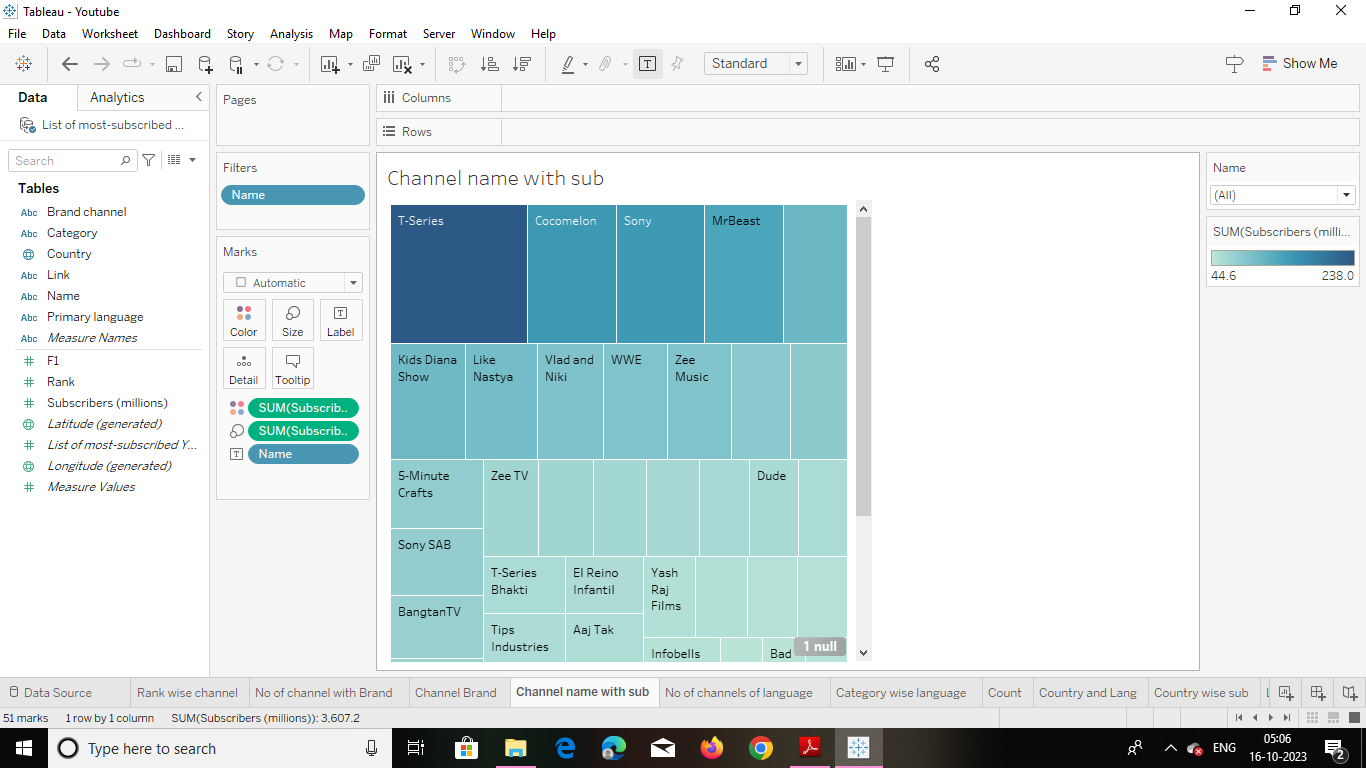 Tableau - Youtube
File Data Worksheet Dashboard Story Analysis Map Format Server Window Help
Standard
Show Me
Data Analytics
List of most-subscribed ...
Search
Tables
Abc Brand channel
Abc Category
Country
Abc Link
Abc Name
Abc Primary language
Abc Measure Names
F1
Rank
Subscribers (millions)
Latitude (generated)
List of most-subscribed Y...
Longitude (generated)
Measure Values
Pages
Filters
Name
Marks
Automatic
Color Size Label
Detail Tooltip
SUM(Subscrib..
SUM(Subscrib..
Name
Columns
Rows
Channel name with sub
T-Series Cocomelon Sony MrBeast
Kids Diana Like Vlad and WWE Zee
Show Nastya Niki Music
5-Minute Zee TV Dude
Crafts
Sony SAB
T-Series El Reino Yash
Bhakti Infantil Raj
Films
BangtanTV
Tips Aaj Tak
Industries
1 null
Infobells Bad
Name
(All)
SUM(Subscribers (milli...
44.6 238.0
Data Source Rank wise channel No of channel with Brand Channel Brand Channel name with sub No of channels of language Category wise language Count Country and Lang Country wise sub
51 marks 1 row by 1 column SUM(Subscribers (millions)): 3,607.2
Type here to search
ENG
05:06
16-10-2023
2